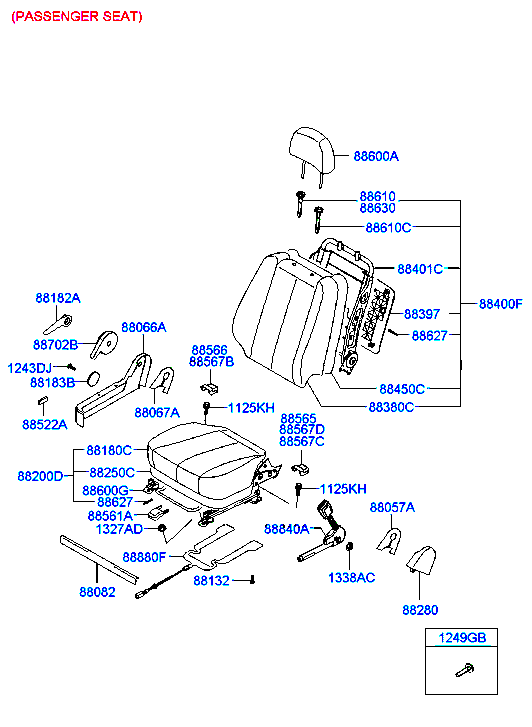 (PASSENGER SEAT)
88600A
88610
88630
88610C
88401C
88400F
88397
88627
88450C
88380C
88182A
88066A
88702B
1243DJ
88183B
88522A
88067A
88566
88567B
1125KH
88565
88567D
88567C
88180C
88200D
88250C
88600G
88627
88561A
1327AD
1125KH
88057A
88840A
88880F
88082
88132
1338AC
88280
1249GB